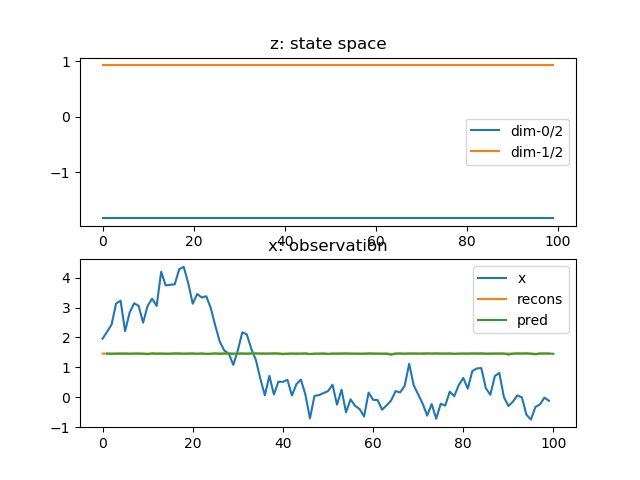 z: state space
1
0
−1
dim-0/2
dim-1/2
0 20 40 60 80 100
x: observation
4
3
2
1
0
−1
x
recons
pred
0 20 40 60 80 100